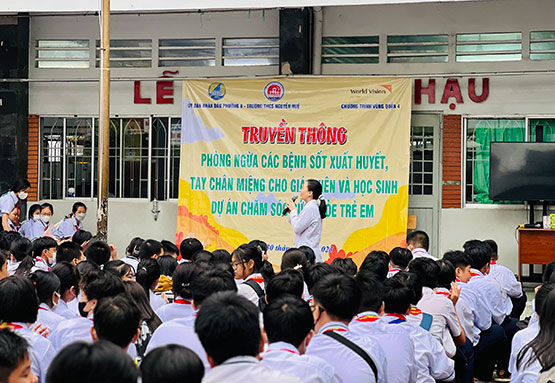 LỄ
HẬU
ỦY BAN NHÂN DÂN PHƯỜNG 8 - TRƯỜNG THCS NGUYỄN HUỆ
World Vision
CHƯƠNG TRÌNH VÙNG QUẬN 4
TRUYỀN THÔNG
PHÒNG NGỪA CÁC BỆNH SỐT XUẤT HUYẾT,
TAY CHÂN MIỆNG CHO GIÁO VIÊN VÀ HỌC SINH
DỰ ÁN CHĂM SÓC TRẺ EM